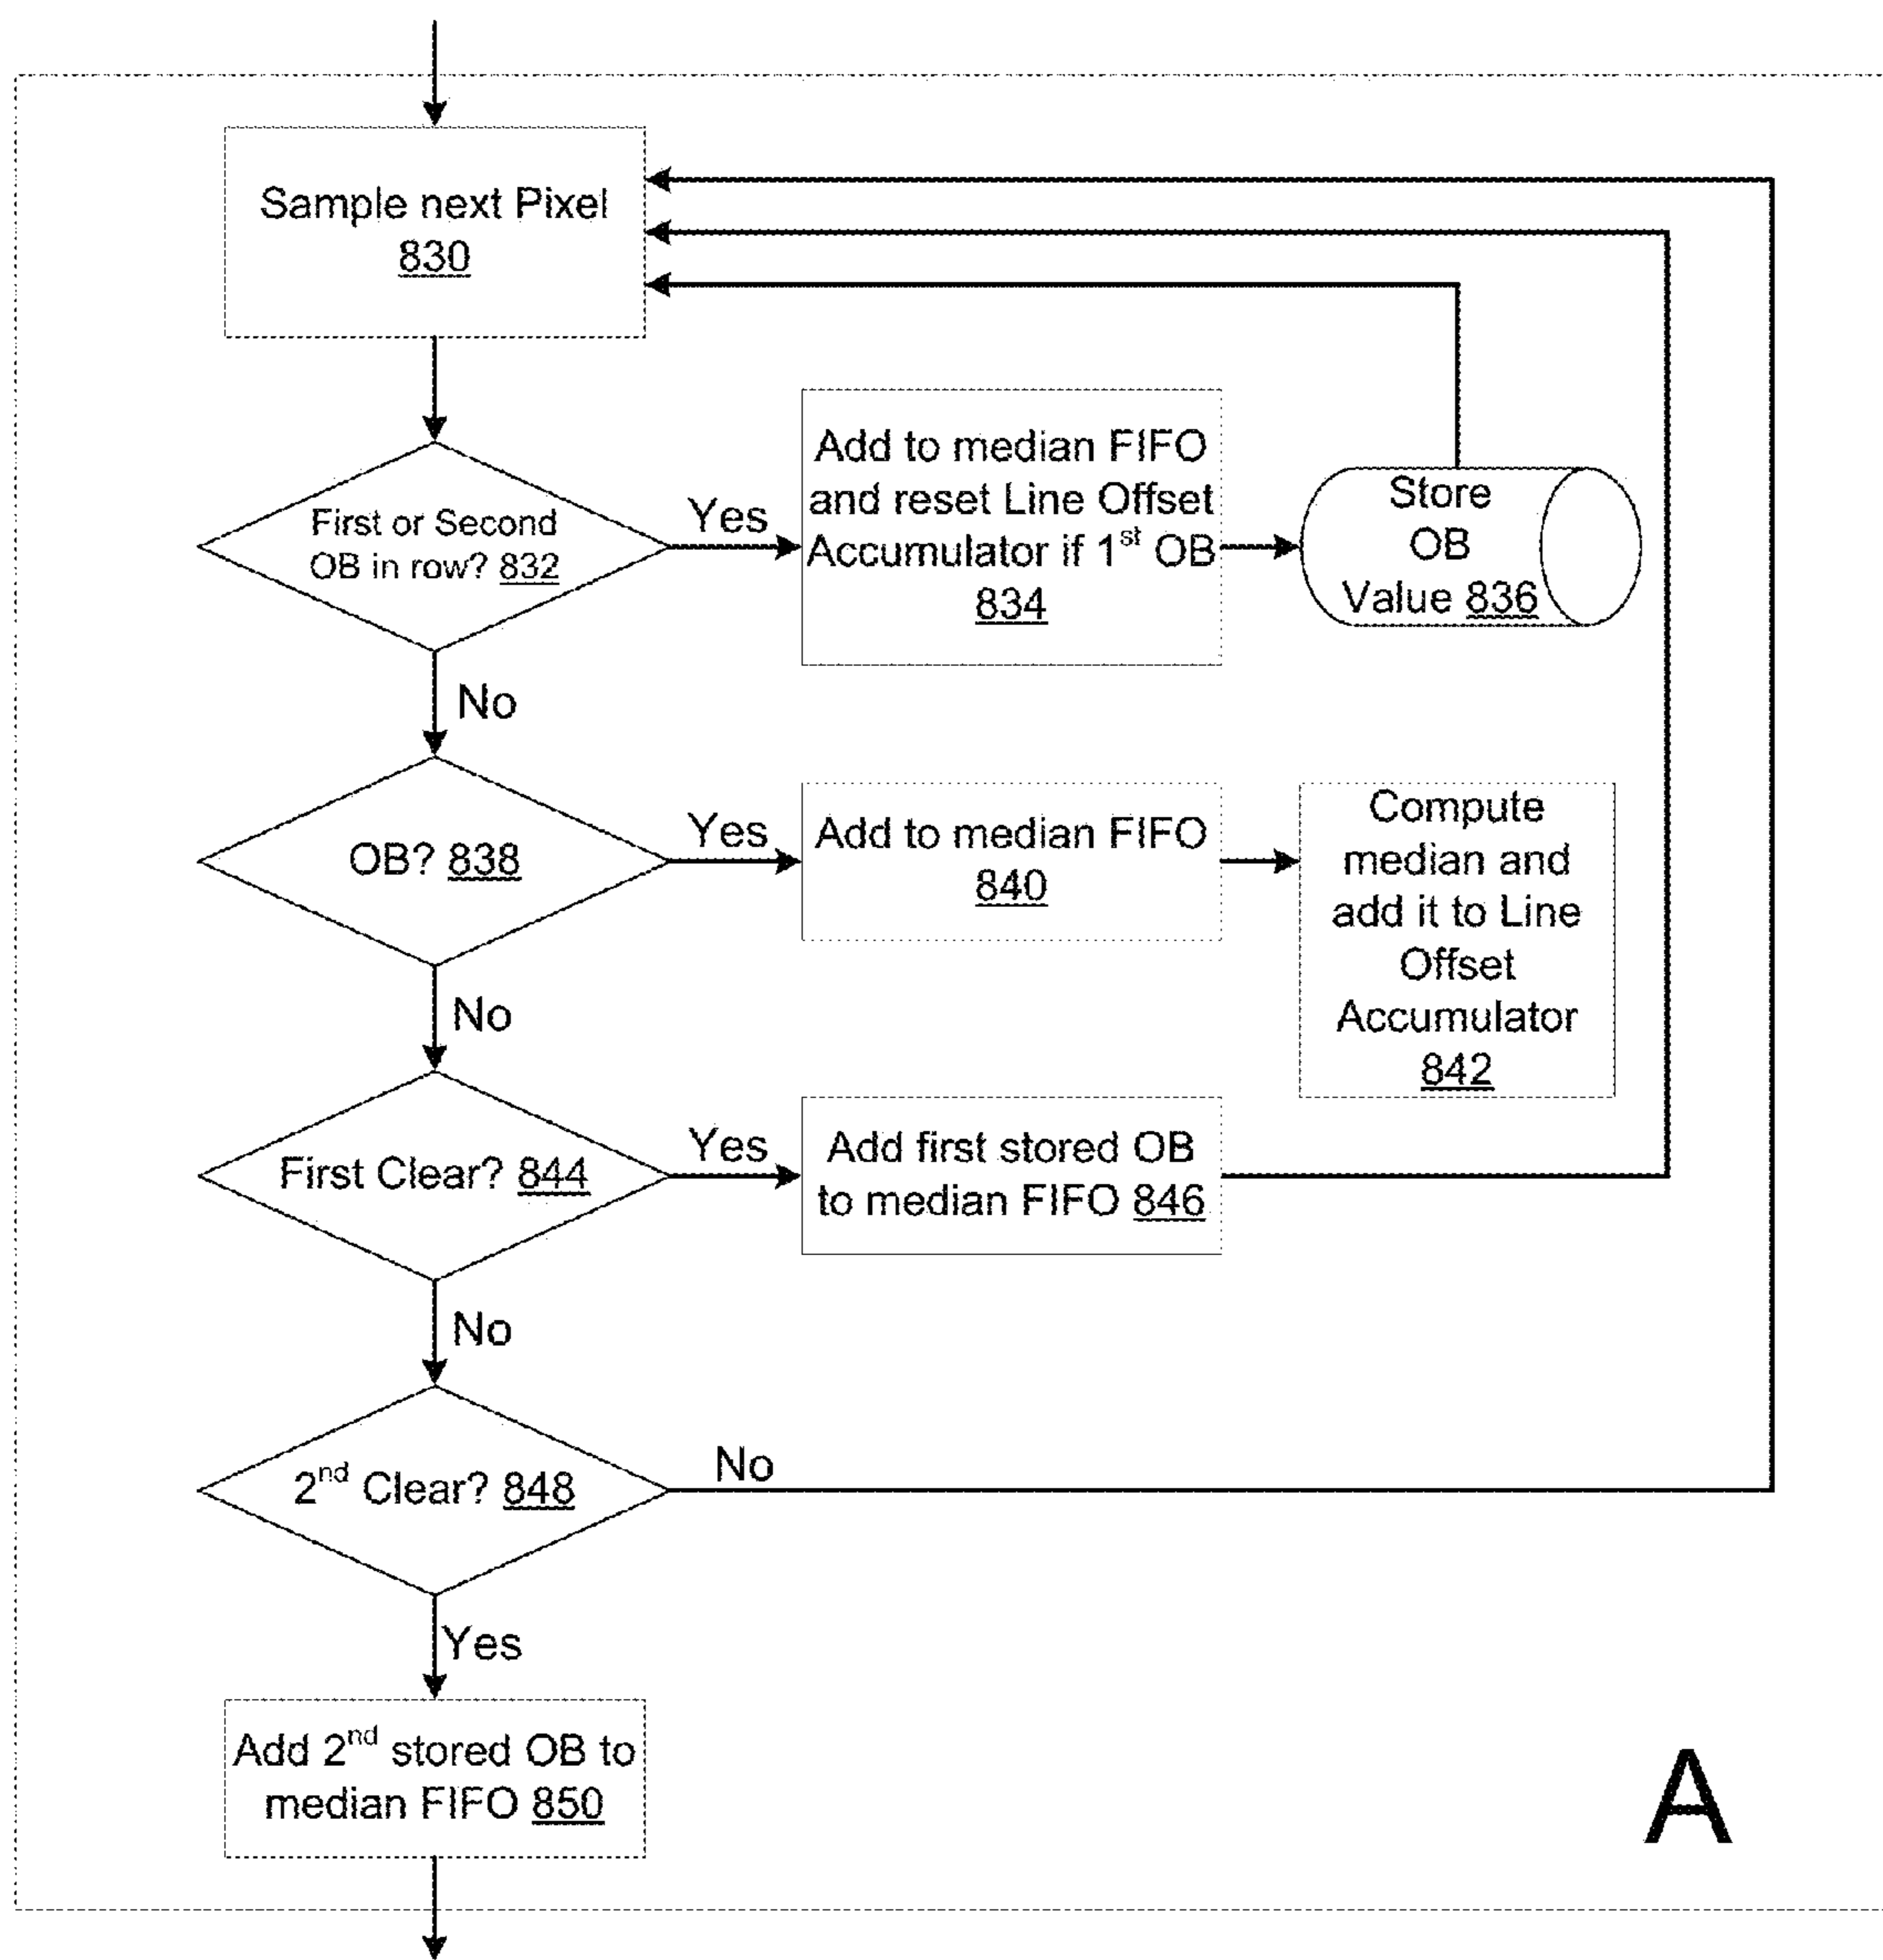 Sample next Pixel
830
First or Second
OB in row? 832
Yes
Add to median FIFO
and reset Line Offset
Accumulator if 1st OB
834
Store
OB
Value 836
No
OB? 838
Yes
Add to median FIFO
840
Compute
median and
add it to Line
Offset
Accumulator
842
No
First Clear? 844
Yes
Add first stored OB
to median FIFO 846
No
2nd Clear? 848
No
Yes
Add 2nd stored OB to
median FIFO 850
A